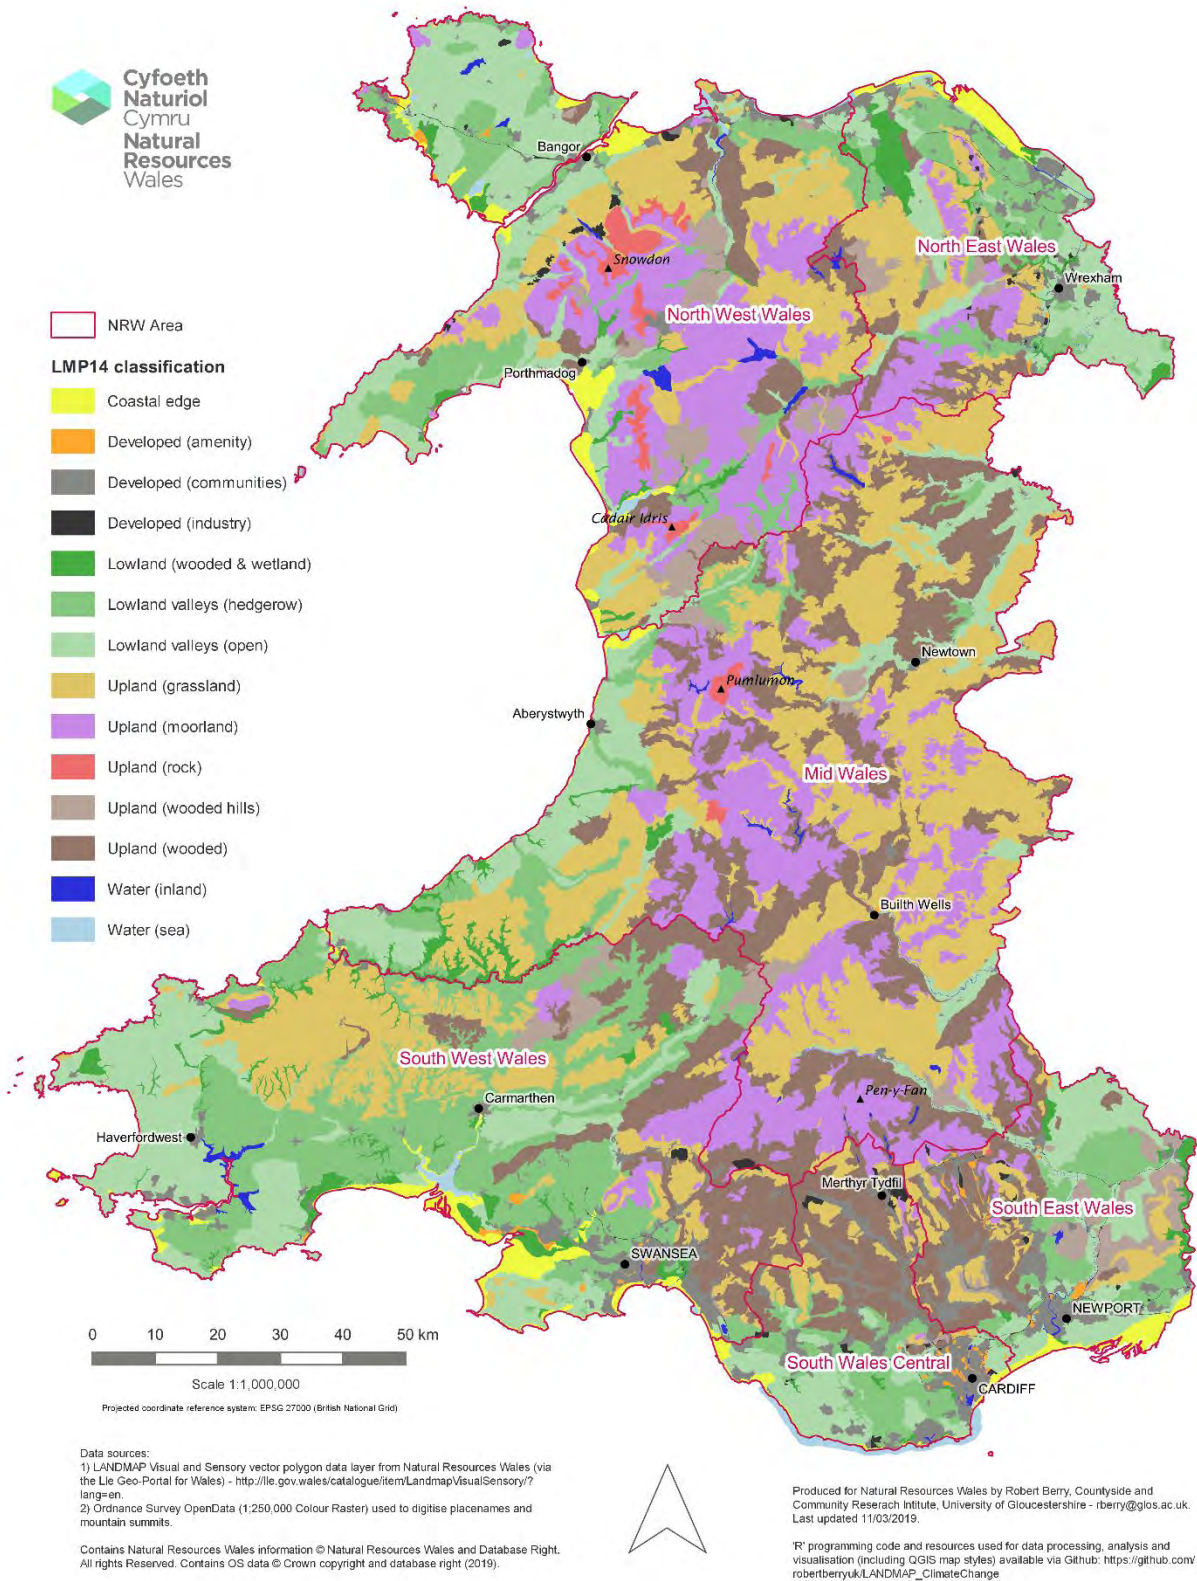 Cyfoeth
Naturiol
Cymru
Natural
Resources
Wales
NRW Area
LMP14 classification
Coastal edge
Developed (amenity)
Developed (communities)
Developed (industry)
Lowland (wooded & wetland)
Lowland valleys (hedgerow)
Lowland valleys (open)
Upland (grassland)
Upland (moorland)
Upland (rock)
Upland (wooded hills)
Upland (wooded)
Water (inland)
Water (sea)
Bangor
Snowdon
North East Wales
Wrexham
North West Wales
Porthmadog
Cadair Idris
Newtown
Pumlumon
Aberystwyth
Mid Wales
Builth Wells
South West Wales
Carmarthen
Pen-y-Fan
Haverfordwest
Merthyr Tydfil
South East Wales
SWANSEA
NEWPORT
South Wales Central
CARDIFF
0 10 20 30 40 50 km
Scale 1:1,000,000
Projected coordinate reference system: EPSG 27000 (British National Grid)
Data sources:
1) LANDMAP Visual and Sensory vector polygon data layer from Natural Resources Wales (via
the Lle Geo-Portal for Wales) - http://lle.gov.wales/catalogue/item/LandmapVisualSensory/?
lang=en.
2) Ordnance Survey OpenData (1:250,000 Colour Raster) used to digitise placenames and
mountain summits.
Contains Natural Resources Wales information © Natural Resources Wales and Database Right.
All rights Reserved. Contains OS data © Crown copyright and database right (2019).
Produced for Natural Resources Wales by Robert Berry, Countyside and
Community Reserach Intitute, University of Gloucestershire - rberry@glos.ac.uk.
Last updated 11/03/2019.
'R' programming code and resources used for data processing, analysis and
visualisation (including QGIS map styles) available via Github: https://github.com/
robertberryuk/LANDMAP_ClimateChange